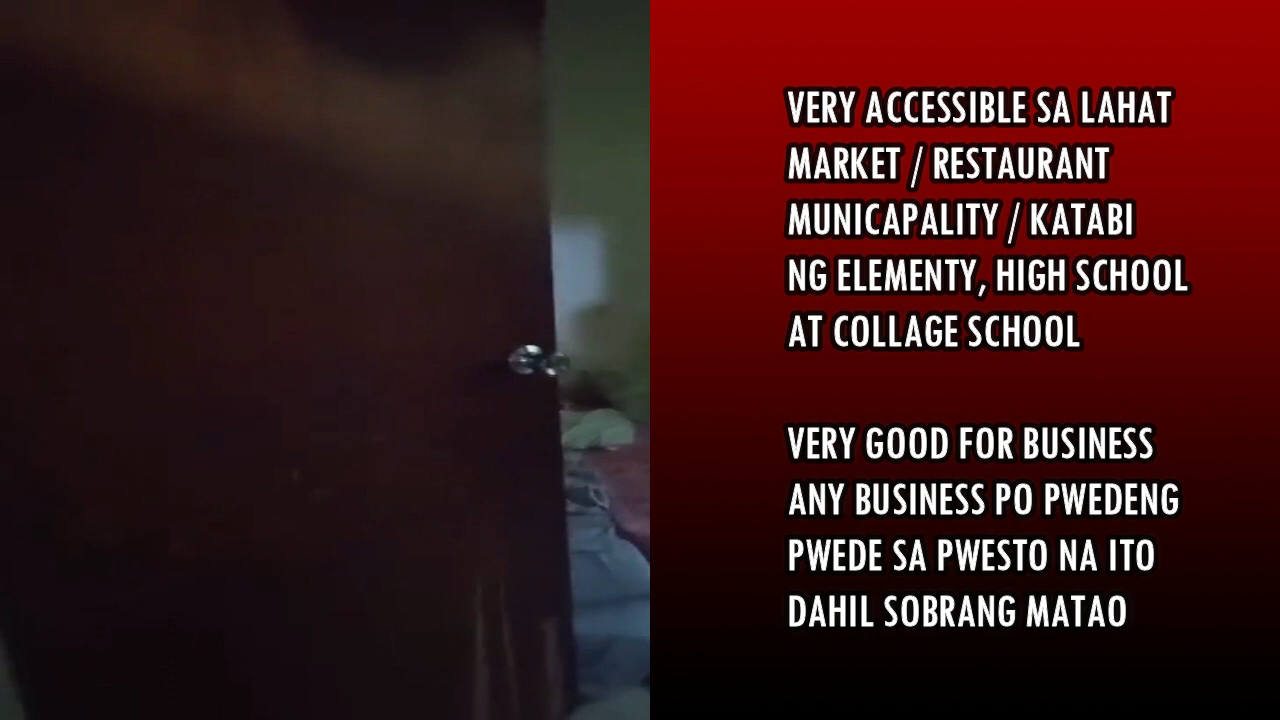 VERY ACCESSIBLE SA LAHAT
MARKET / RESTAURANT
MUNICAPALITY / KATABI
NG ELEMENTY, HIGH SCHOOL
AT COLLAGE SCHOOL
VERY GOOD FOR BUSINESS
ANY BUSINESS PO PWEDENG
PWEDE SA PWESTO NA ITO
DAHIL SOBRANG MATAO